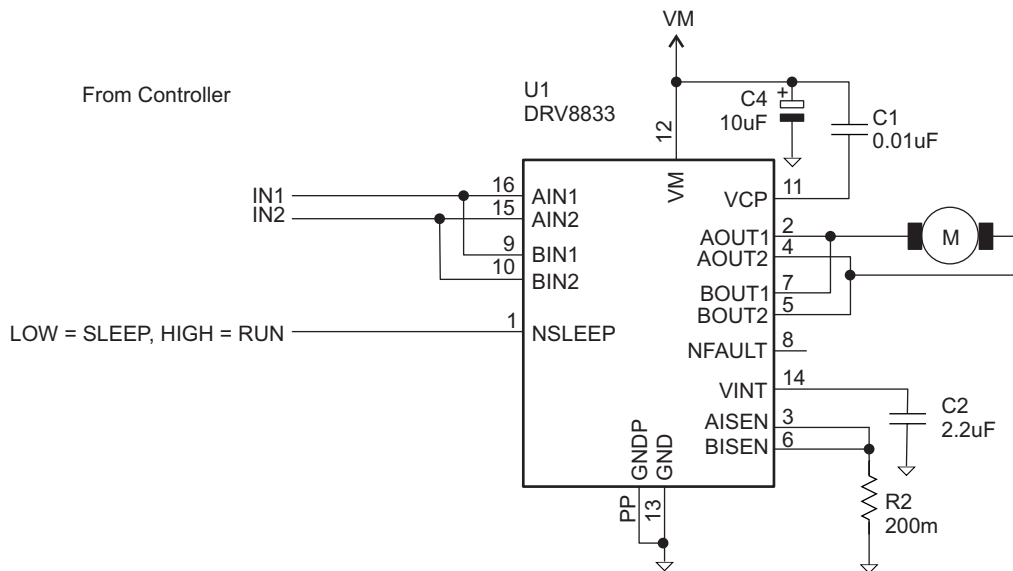 VM
From Controller
U1
DRV8833
C4
10uF
+
C1
0.01uF
12
VM
IN1
IN2
16
15
9
10
AIN1
AIN2
BIN1
BIN2
LOW = SLEEP, HIGH = RUN
1
NSLEEP
VCP
11
AOUT1
2
AOUT2
4
BOUT1
7
BOUT2
5
M
NFAULT
8
VINT
14
C2
2.2uF
AISEN
3
BISEN
6
R2
200m
GNDP
GND
PP
13